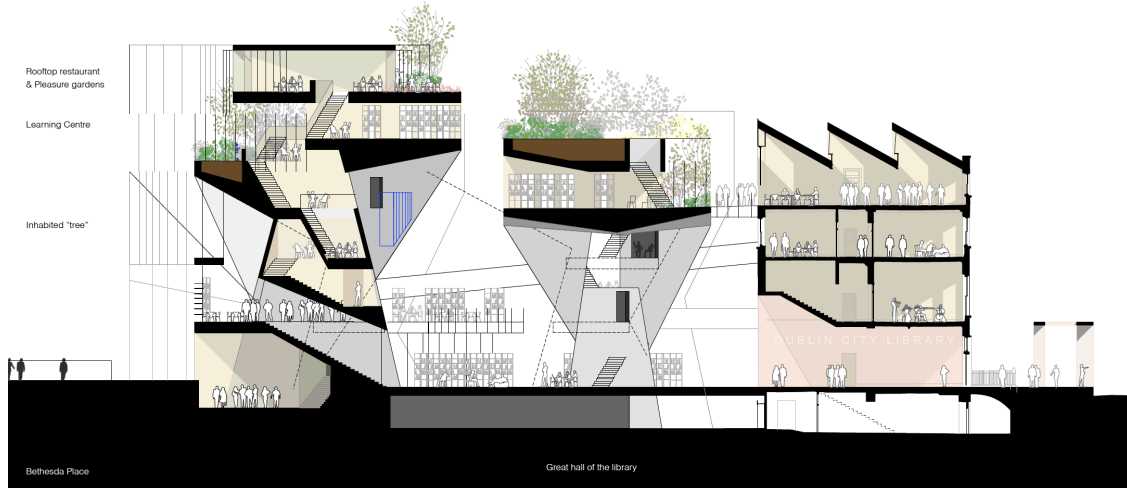 Rooftop restaurant
& Pleasure gardens
Learning Centre
Inhabited "tree"
DUBLIN CITY LIBRARY
Bethesda Place
Great hall of the library